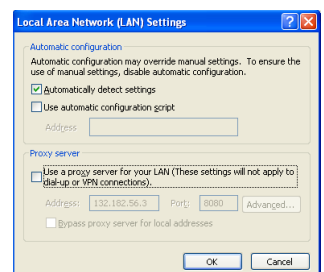 Local Area Network (LAN) Settings
Automatic configuration
Automatic configuration may override manual settings. To ensure the
use of manual settings, disable automatic configuration.
Automatically detect settings
Use automatic configuration script
Address
Proxy server
Use a proxy server for your LAN (These settings will not apply to
dial-up or VPN connections).
Address: 132.182.56.3 Port: 8080 Advanced...
Bypass proxy server for local addresses
OK Cancel